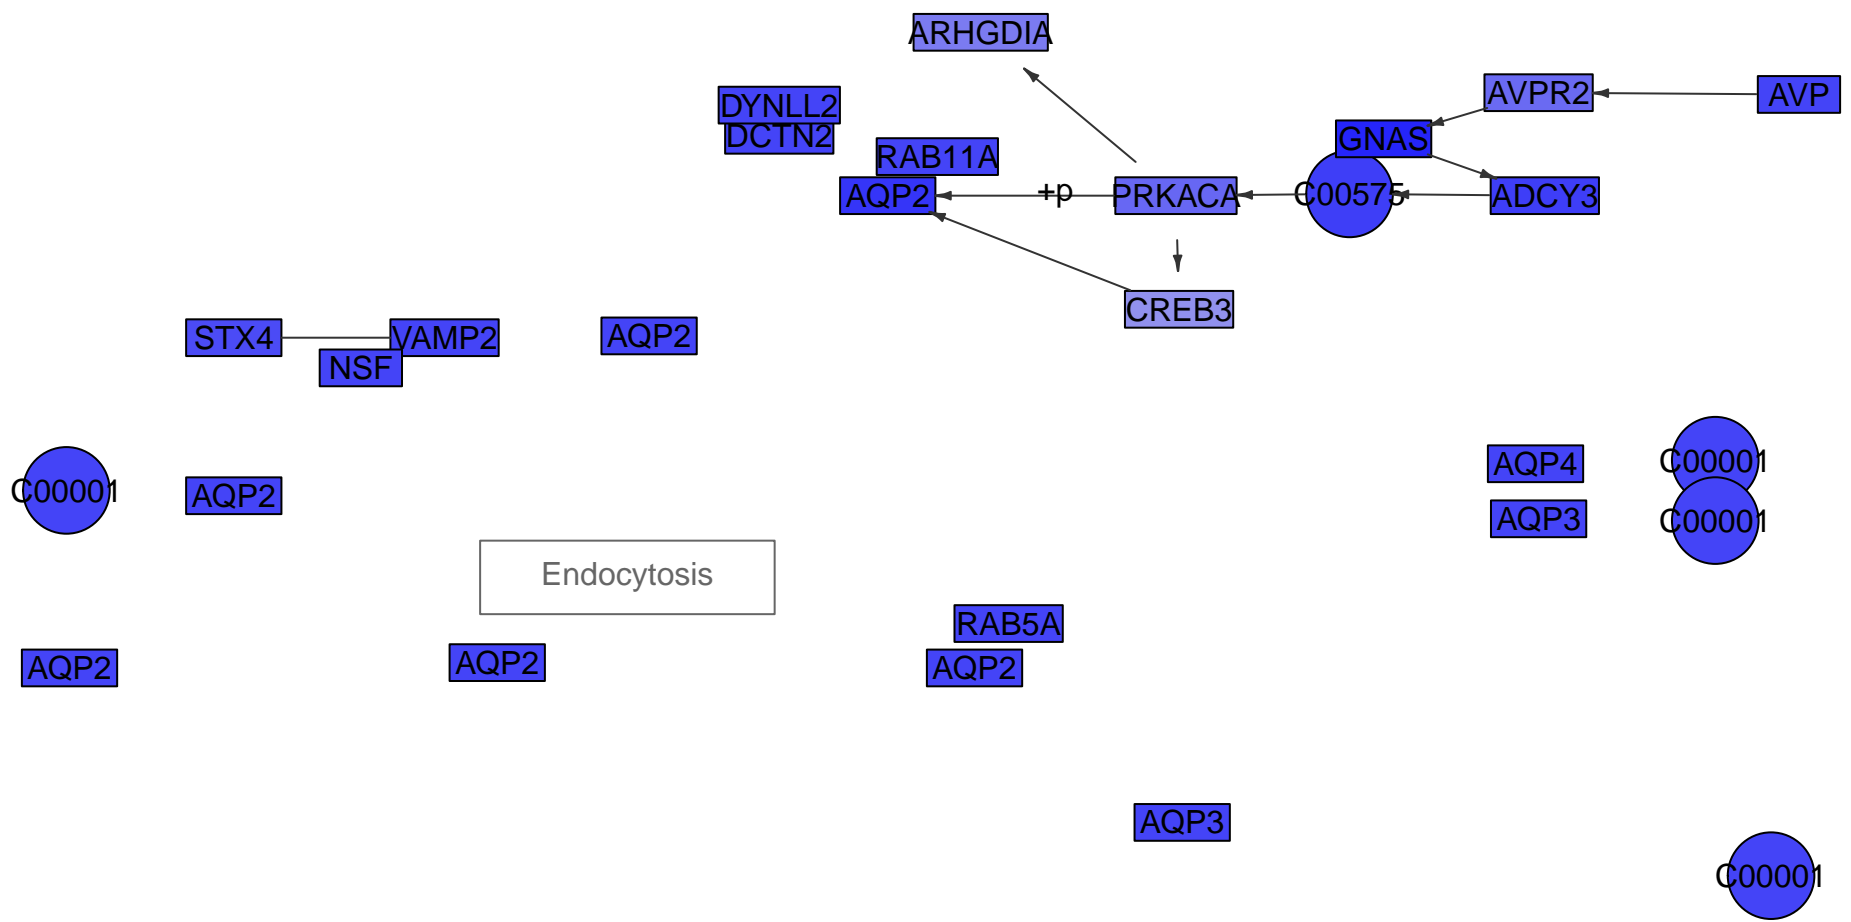 ARHGDIA
DYNLL2
AVPR2
AVP
DCTN2
GNAS
RAB11A
AQP2
+p
PRKACA
C00575
ADCY3
CREB3
STX4
VAMP2
AQP2
NSF
AQP4
C00001
C00001
AQP2
AQP3
C00001
Endocytosis
RAB5A
AQP2
AQP2
AQP2
AQP3
C00001